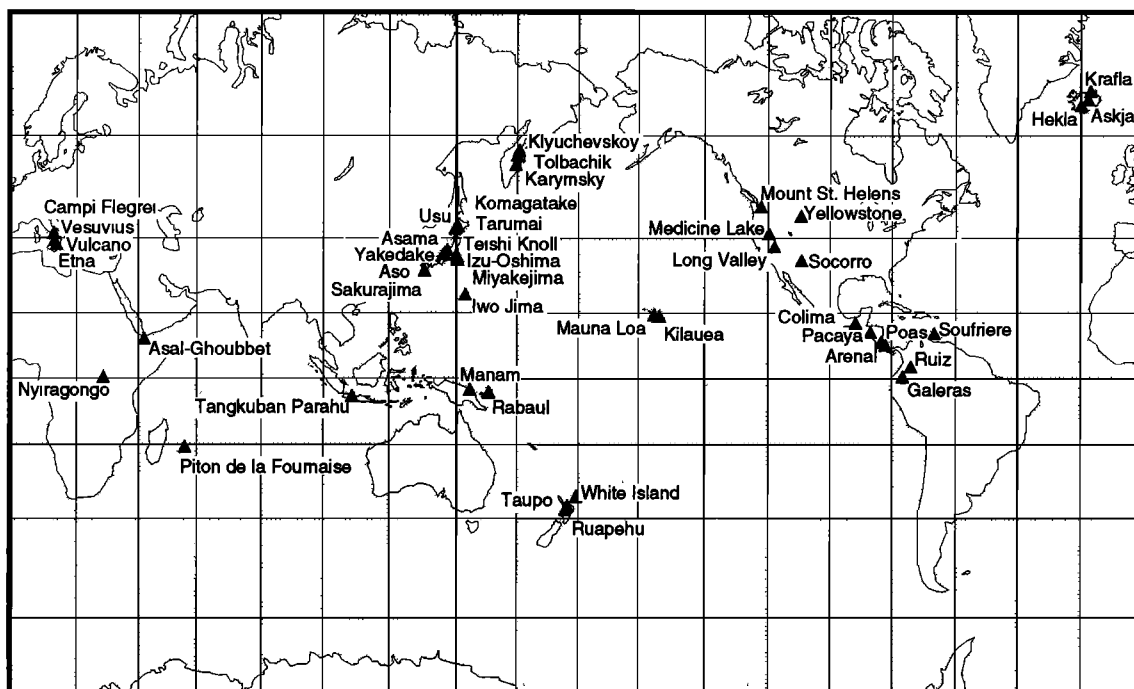 Krafla
Hekla
Askja
Klyuchevskoy
Tolbachik
Karymsky
Mount St. Helens
Komagatake
Yellowstone
Campi Flegrei
Usu
Tarumai
Vesuvius
Medicine Lake
Asama
Teishi Knoll
Vulcano
Yakedake
Izu-Oshima
Long Valley
Socorro
Etna
Aso
Miyakejima
Sakurajima
Iwo Jima
Colima
Mauna Loa
Kilauea
Pacaya
Poas
Soufriere
Asal-Ghoubbet
Arenal
Ruiz
Nyiragongo
Manam
Galeras
Tangkuban Parahu
Rabaul
Piton de la Fournaise
White Island
Taupo
Ruapehu